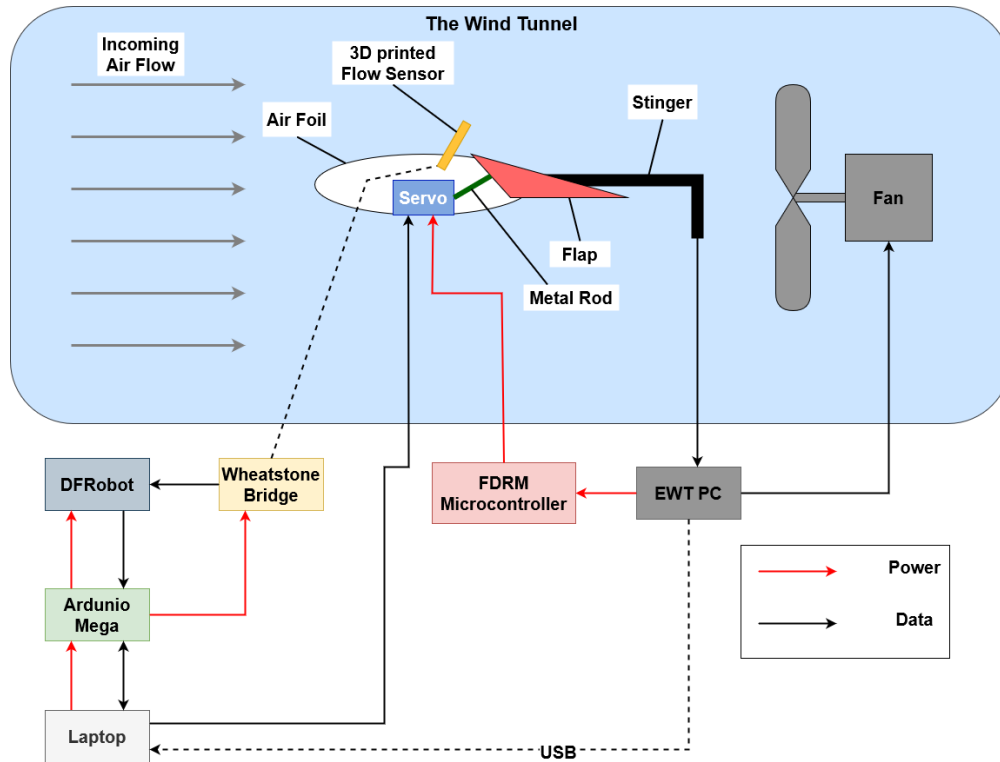 The Wind Tunnel
Incoming
Air Flow
3D printed
Flow Sensor
Air Foil
Stinger
Servo
Fan
Flap
Metal Rod
DFRobot
Wheatstone
Bridge
FDRM
Microcontroller
EWT PC
Power
Data
Ardunio
Mega
Laptop
USB